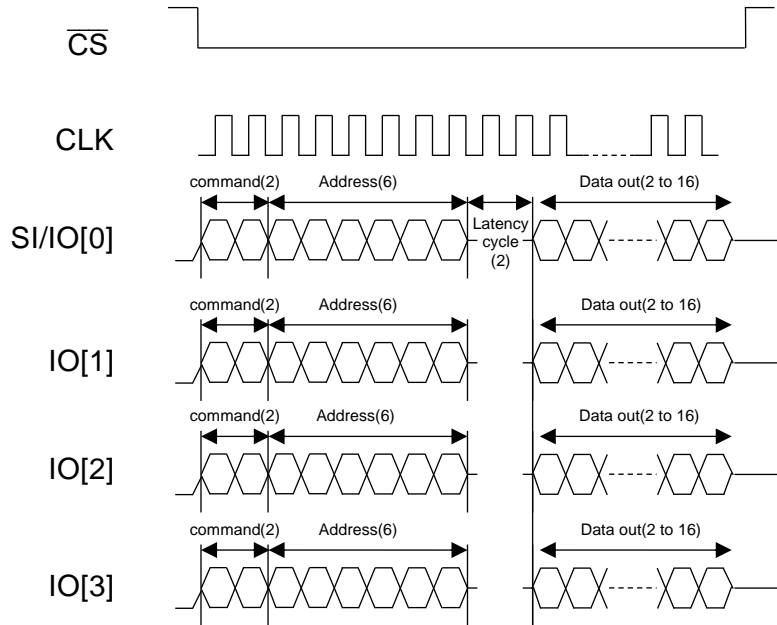 CS
CLK
command(2) Address(6) Data out(2 to 16)
SI/IO[0]
Latency
cycle
(2)
command(2) Address(6) Data out(2 to 16)
IO[1]
command(2) Address(6) Data out(2 to 16)
IO[2]
command(2) Address(6) Data out(2 to 16)
IO[3]